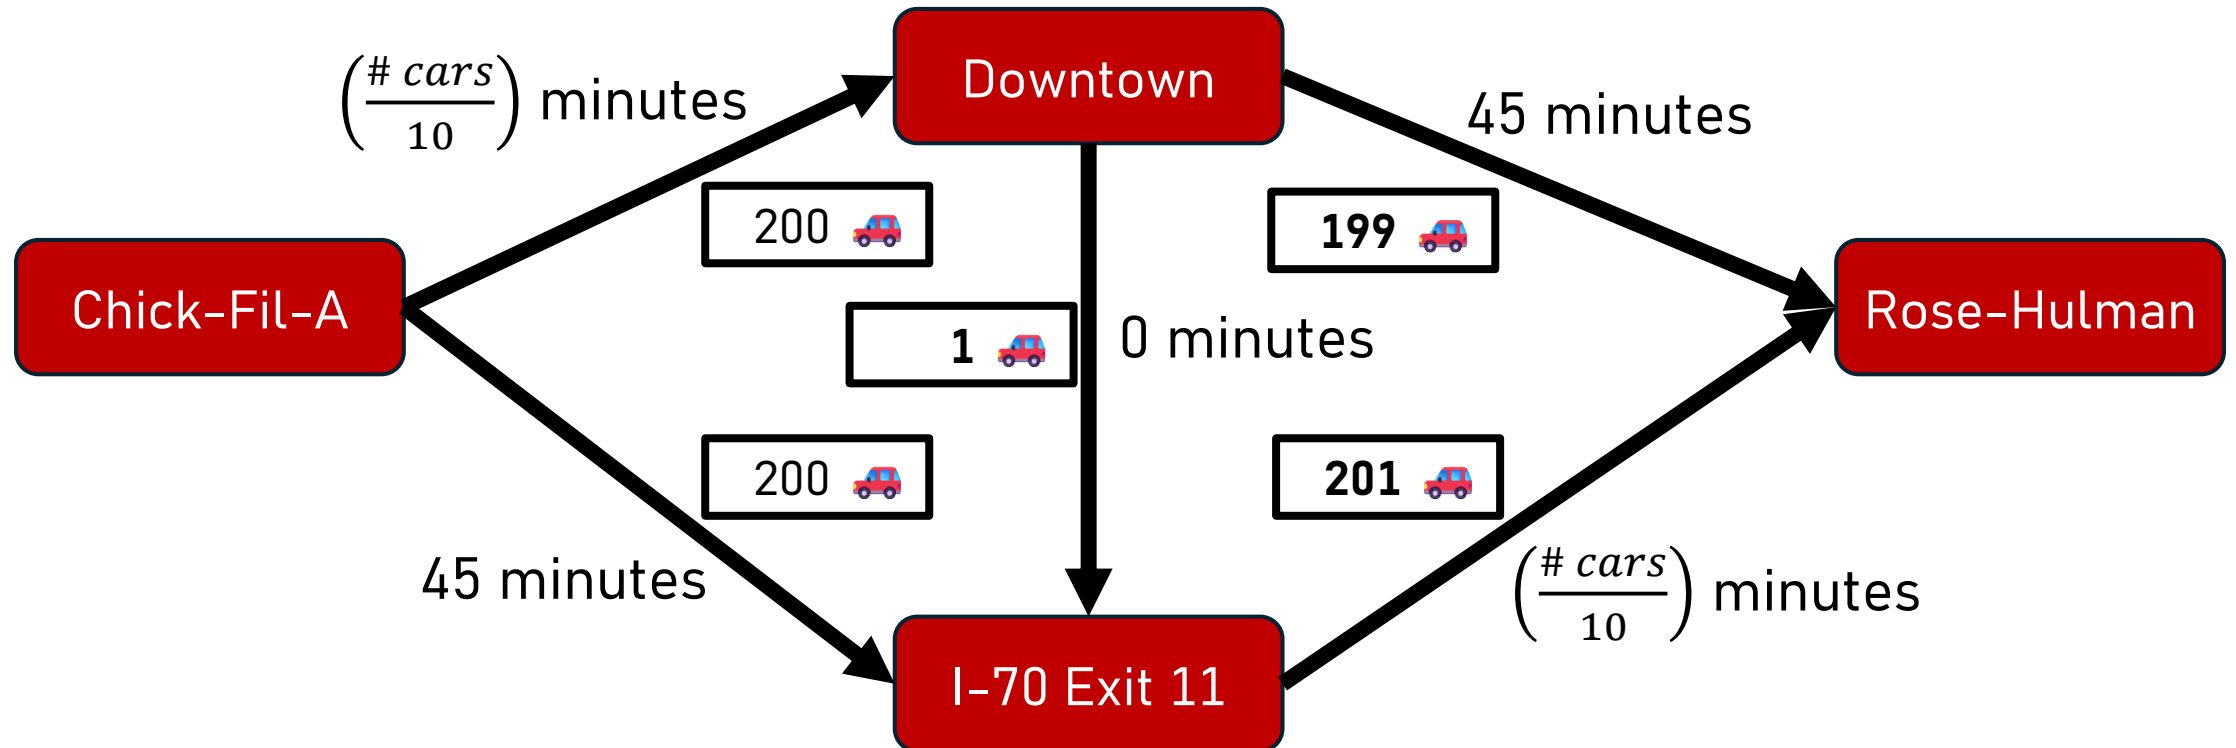 Downtown
(# cars / 10) minutes
45 minutes
200
199
Chick-Fil-A
Rose-Hulman
1
0 minutes
200
201
45 minutes
(# cars / 10) minutes
I-70 Exit 11